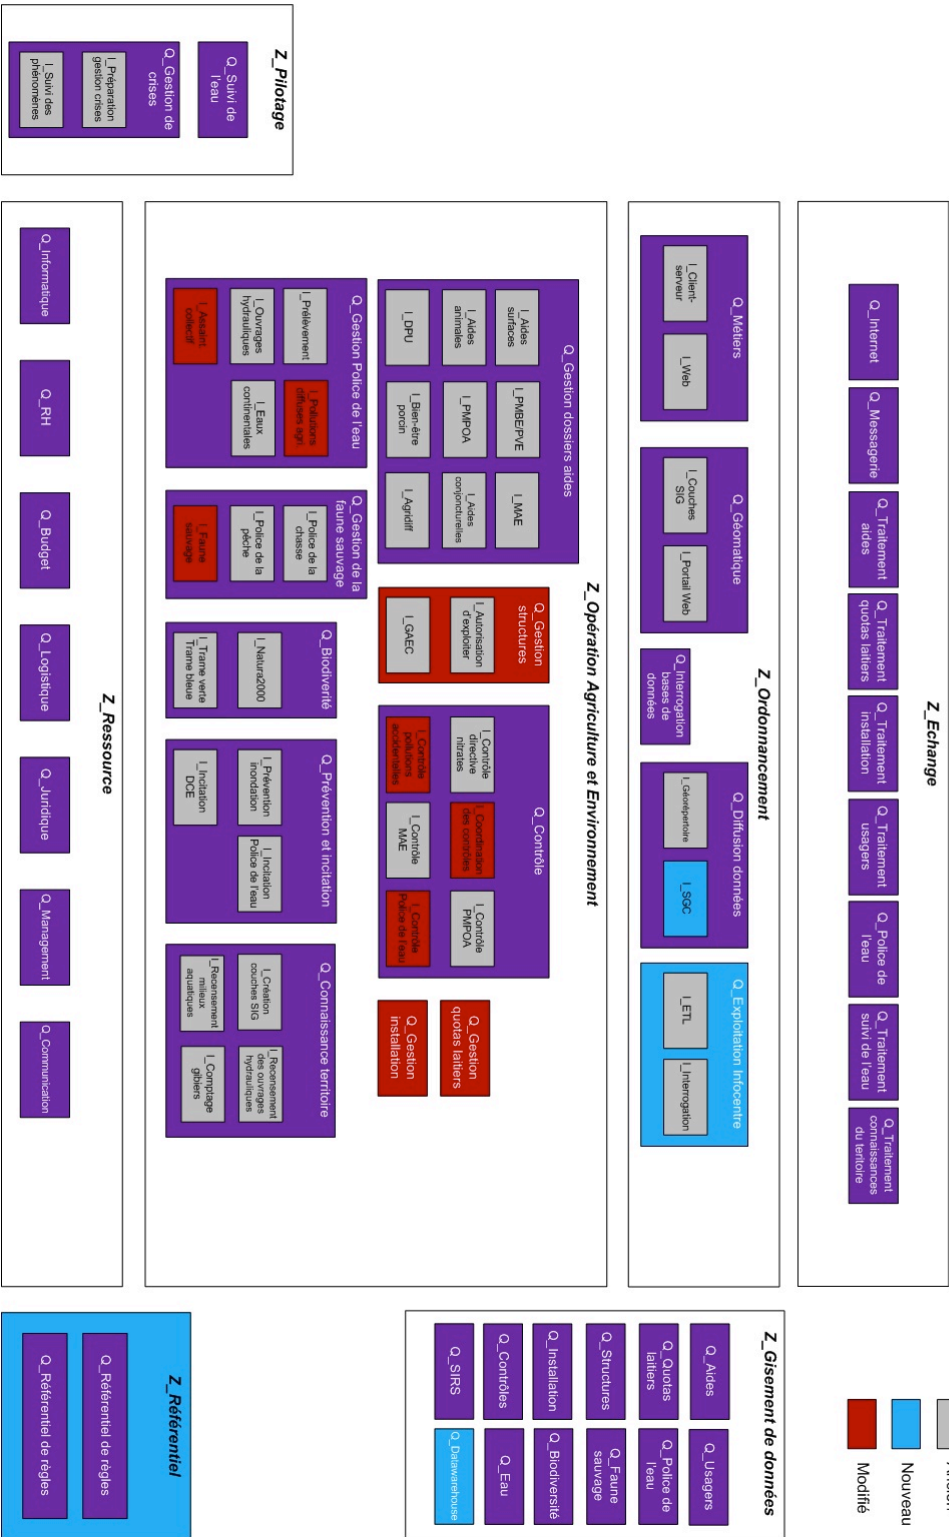 Z_Echange
Q_Internet
Q_Messagerie
Q_Traitement
aides
Q_Traitement
quotas laitiers
Q_Traitement
installation
Q_Traitement
usagers
Q_Police de
l'eau
Q_Traitement
suivi de l'eau
Q_Traitement
connaissances
du teritoire
Nouveau
Modifié
Z_Pilotage
Q_Suivi de
l'eau
Q_Gestion de
crises
I_Préparation
gestion crises
I_Suivi des
phénomènes
Z_Ordonnancement
Q_Métiers
I_Client-
serveur
I_Web
Q_Géomatique
I_Couches
SIG
I_Portail Web
Q_Interrogation
bases de
données
Q_Diffusion données
I_Géorépertoire
I_SGC
Q_Exploitation Infocentre
I_ETL
I_Interrogation
Z_Opération Agriculture et Environnement
Q_Gestion dossiers aides
I_Aides
surfaces
I_PMBE/PVE
I_MAE
I_Aides
animales
I_PMPOA
I_Aides
conjoncturelles
I_DPU
I_Bien-être
porcin
I_Agridiff
Q_Gestion
structures
I_Autorisation
d'exploiter
I_GAEC
Q_Contrôle
I_Contrôle
directive
nitrates
I_Coordination
des contrôles
I_Contrôle
PMPOA
I_Contrôle
pollutions
accidentelles
I_Contrôle
MAE
I_Contrôle
Police de l'eau
Q_Gestion
quotas laitiers
Q_Gestion
installation
Q_Gestion Police de l'eau
I_Prélèvement
I_Pollutions
diffuses agri
I_Ouvrages
hydrauliques
I_Eaux
continentales
I_Assaint.
collectif
Q_Gestion de la
faune sauvage
I_Police de la
chasse
I_Police de la
pêche
I_Faune
sauvage
Q_Biodiverité
I_Natura2000
I_Trame verte
Trame bleue
Q_Prévention et incitation
I_Prévention
inondation
I_Incitation
Police de l'eau
I_Incitation
DCE
Q_Connaissance territoire
I_Création
couches SIG
I_Recensement
des ouvrages
hydrauliques
I_Recensement
milieux
aquatiques
I_Comptage
gibiers
Z_Gisement de données
Q_Aides
Q_Usagers
Q_Quotas
laitiers
Q_Police de
l'eau
Q_Structures
Q_Faune
sauvage
Q_Installation
Q_Biodiversité
Q_Contrôles
Q_Eau
Q_SIRS
Q_Datawarehouse
Z_Ressource
Q_Informatique
Q_RH
Q_Budget
Q_Logistique
Q_Juridique
Q_Management
Q_Communication
Z_Référentiel
Q_Référentiel de règles
Q_Référentiel de règles